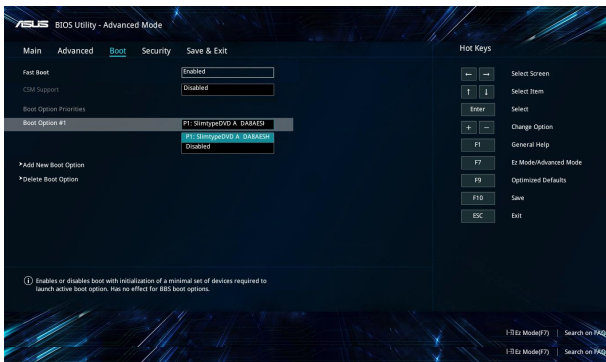 ASUS BIOS Utility - Advanced Mode
Main Advanced Boot Security Save & Exit
Hot Keys
Fast Boot Enabled
CSM Support Disabled
Boot Option Priorities
Boot Option #1 P1: SlimtypeDVD A DA8AESI
P1: SlimtypeDVD A DA8AESH
Disabled
Add New Boot Option
Delete Boot Option
← → Select Screen
↑ ↓ Select Item
Enter Select
+ - Change Option
F1 General Help
F7 Ez Mode/Advanced Mode
F9 Optimized Defaults
F10 Save
ESC Exit
Enables or disables boot with initialization of a minimal set of devices required to
launch active boot option. Has no effect for BBS boot options.
Ez Mode(F7) | Search on FAQ
Ez Mode(F7) | Search on FAQ